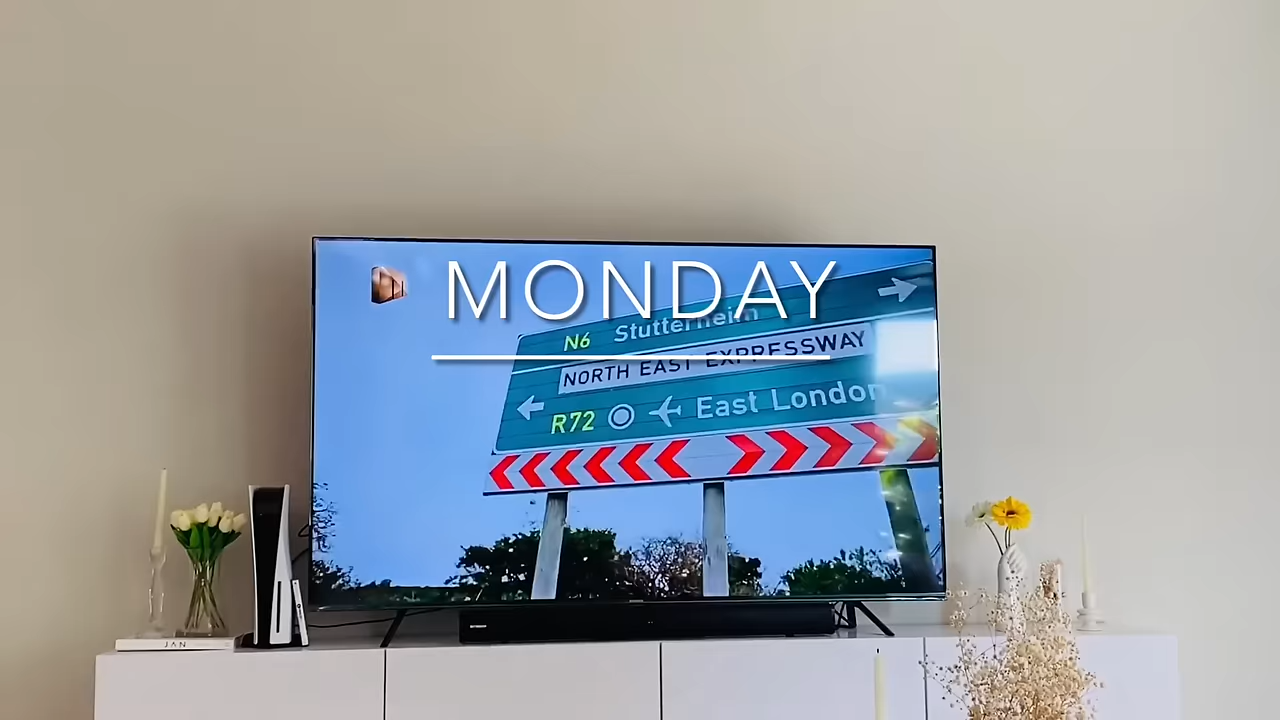 MONDAY
N6 Stutterheim
NORTH EAST EXPRESSWAY
R72 East London
JAN